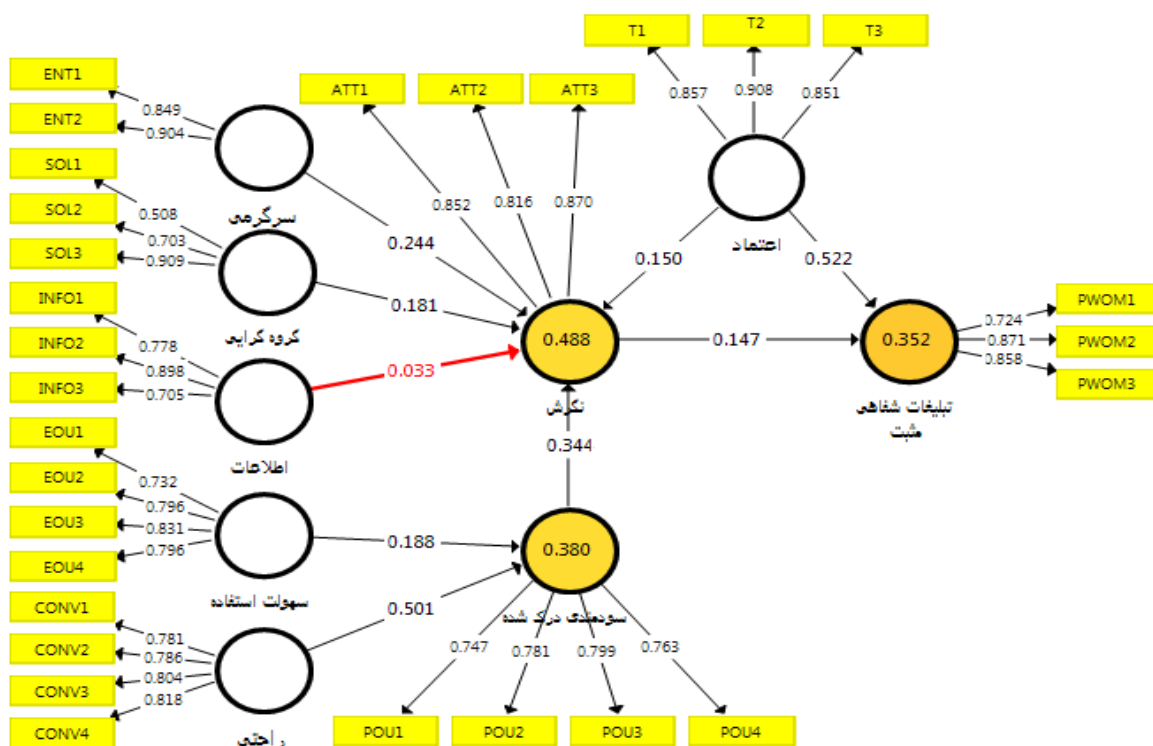 T1
T2
T3
ENT1
ENT2
SOL1
SOL2
SOL3
INFO1
INFO2
INFO3
EOU1
EOU2
EOU3
EOU4
CONV1
CONV2
CONV3
CONV4
ATT1
ATT2
ATT3
0.849
0.904
0.508
0.703
0.909
0.778
0.898
0.705
0.732
0.796
0.831
0.796
0.781
0.786
0.804
0.818
سرگرمی
گروه گرایی
اطلاعات
سهولت استفاده
راحتی
0.244
0.181
0.033
0.188
0.501
0.852
0.816
0.870
0.488
نگرش
0.344
0.380
سودمندی درک شده
0.747
0.781
0.799
0.763
POU1
POU2
POU3
POU4
0.857
0.908
0.851
اعتماد
0.150
0.522
0.147
0.352
تبلیغات شفاهی
مثبت
0.724
0.871
0.858
PWOM1
PWOM2
PWOM3